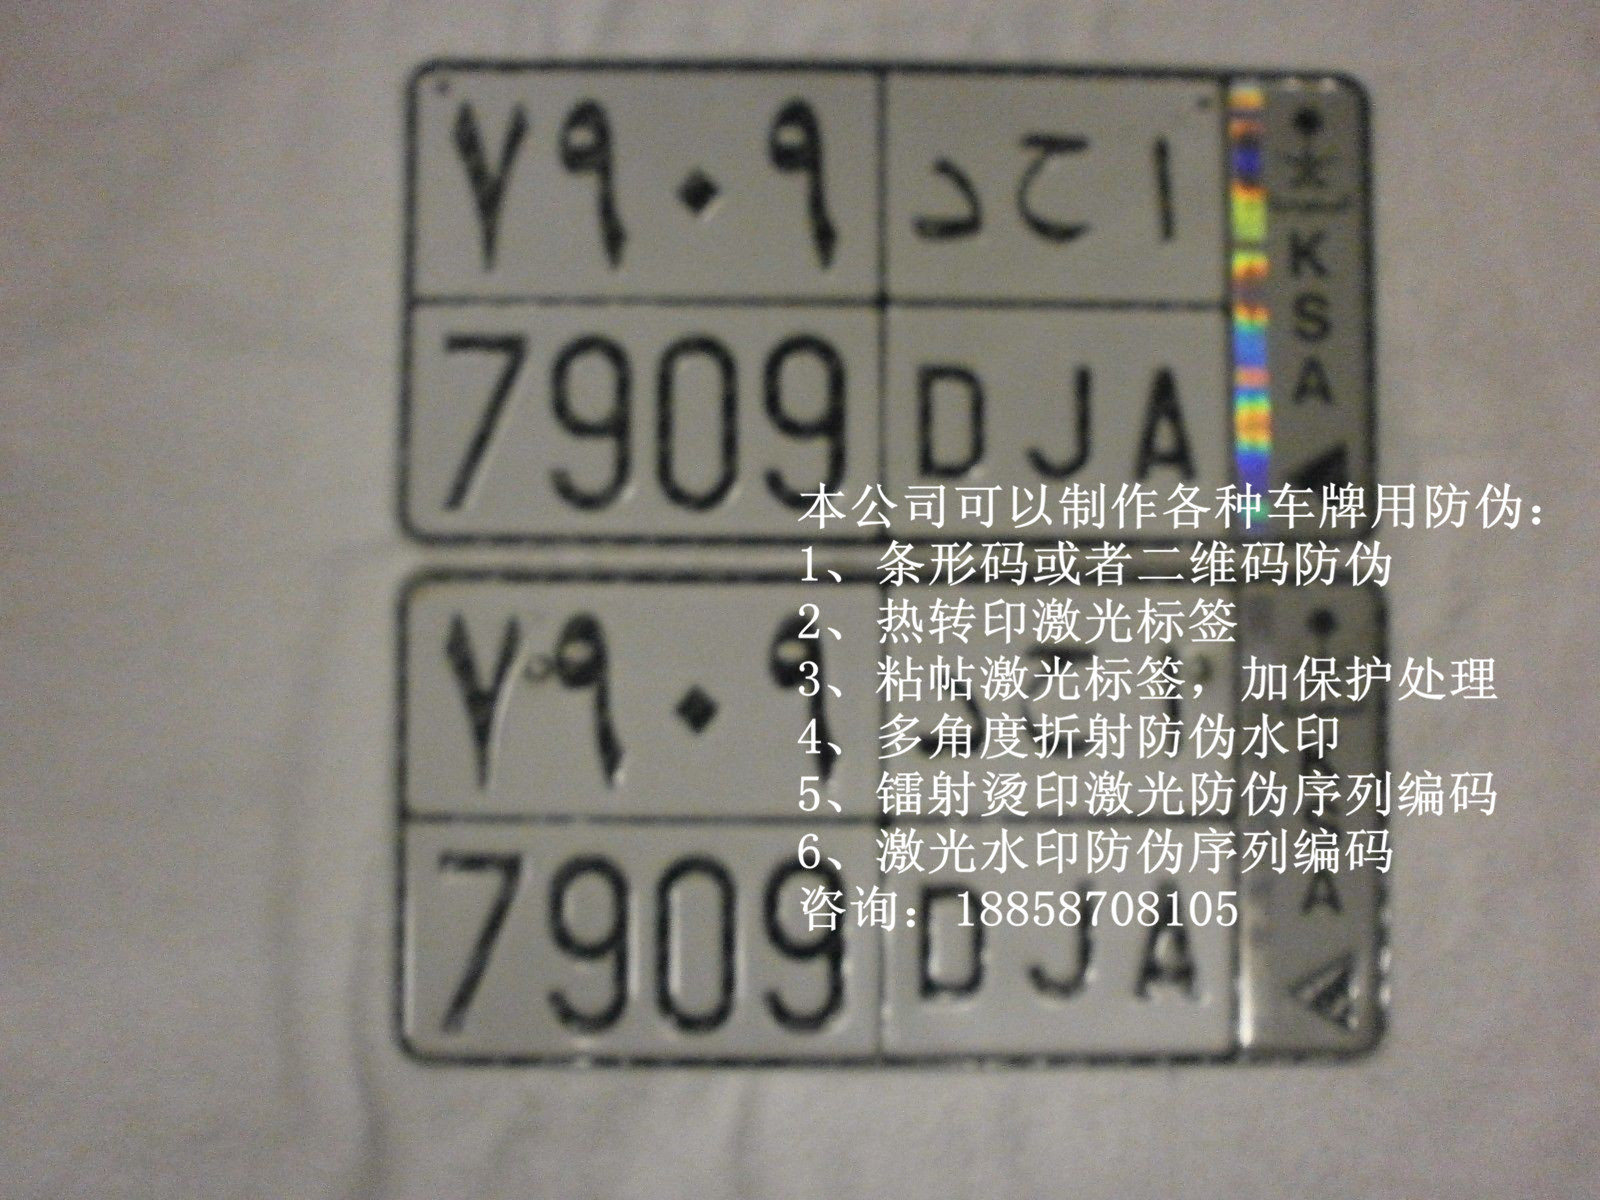 ٧٩٠٩ ا ح د
7909 DJA
KSA
٧٩٠٩
7909 DJA
本公司可以制作各种车牌用防伪：
1、条形码或者二维码防伪
2、热转印激光标签
3、粘帖激光标签，加保护处理
4、多角度折射防伪水印
5、镭射烫印激光防伪序列编码
6、激光水印防伪序列编码
咨询：18858708105